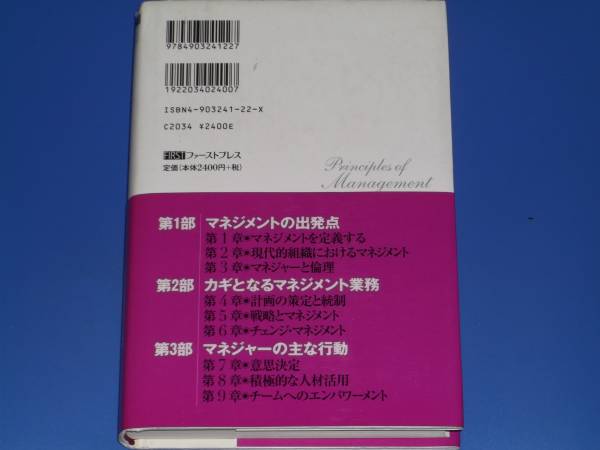 9784903241227
1922034024007
ISBN4-903241-22-X
C2034 ¥2400E
FIRSTファーストプレス
定価(本体2400円+税)
Principles of
Management
第1部 マネジメントの出発点
第1章●マネジメントを定義する
第2章●現代的組織におけるマネジメント
第3章●マネジャーと倫理
第2部 カギとなるマネジメント業務
第4章●計画の策定と統制
第5章●戦略とマネジメント
第6章●チェンジ・マネジメント
第3部 マネジャーの主な行動
第7章●意思決定
第8章●積極的な人材活用
第9章●チームへのエンパワーメント